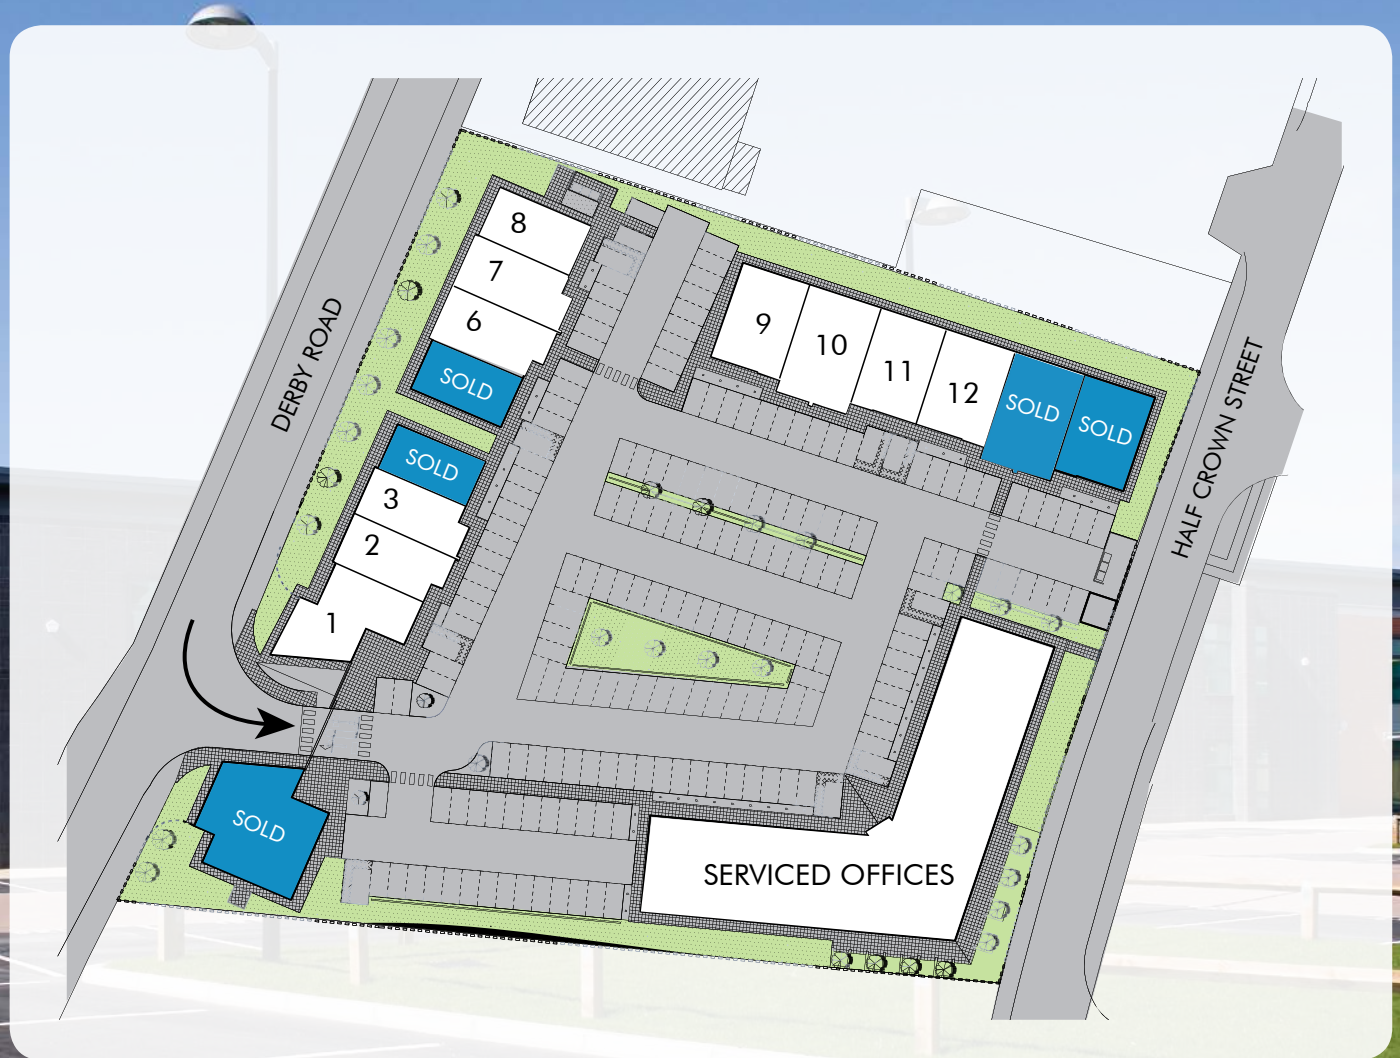 8
7
6
SOLD
SOLD
3
2
1
SOLD
9
10
11
12
SOLD
SOLD
DERBY ROAD
HALF CROWN STREET
SERVICED OFFICES